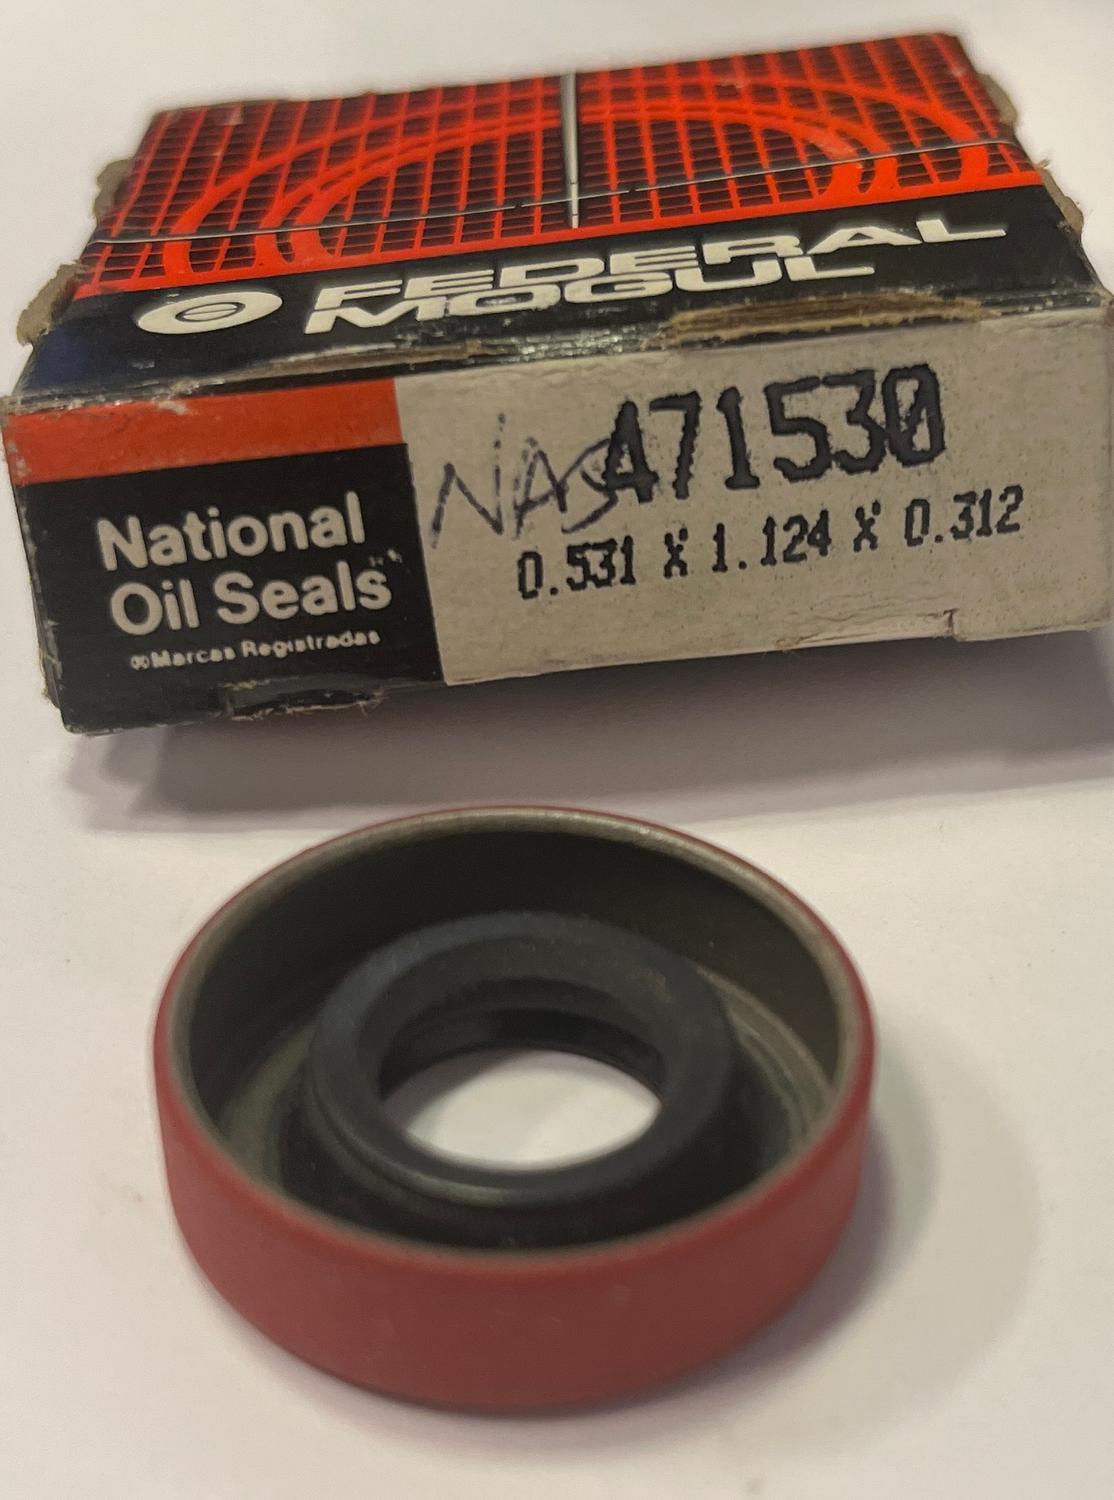 FEDERAL
MOGUL
National
Oil Seals
Marcas Registradas
NAS
471530
0.531 X 1.124 X 0.312